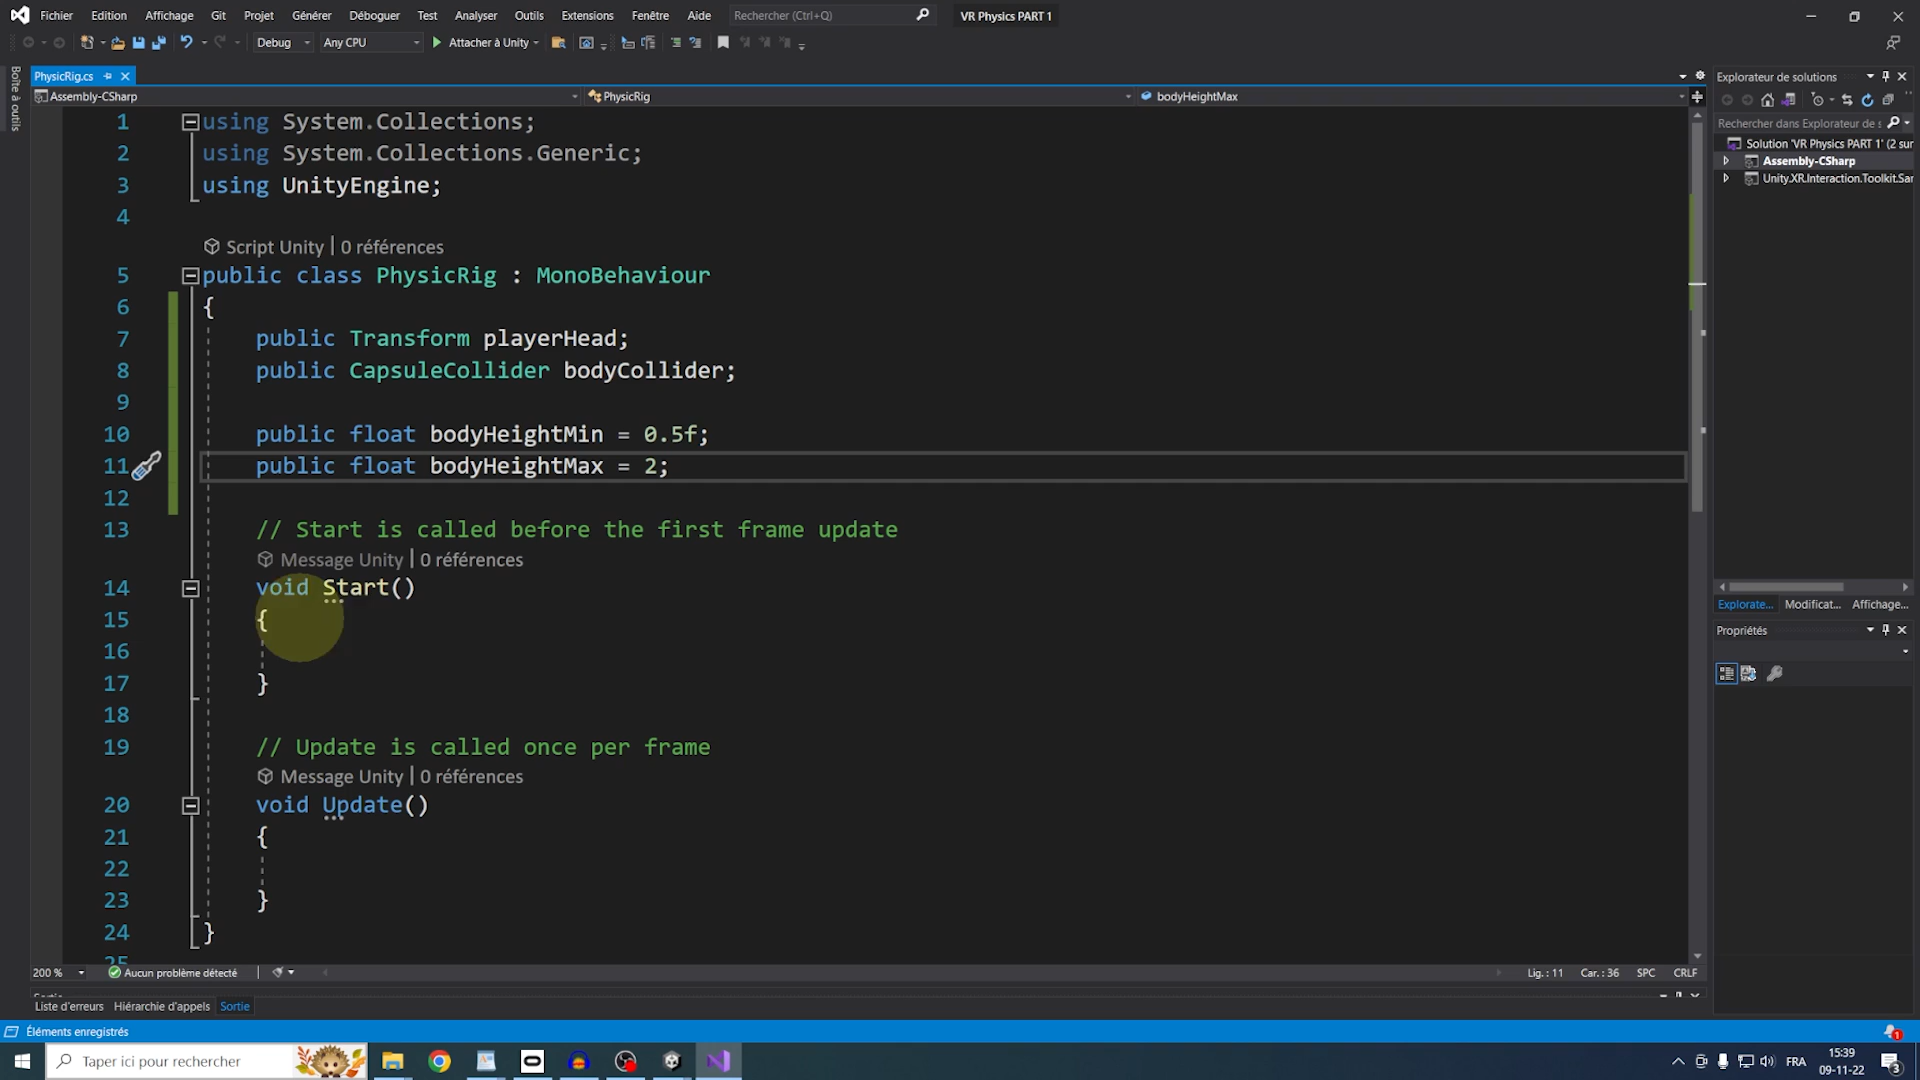 Fichier Edition Affichage Git Projet Générer Déboguer Test Analyser Outils Extensions Fenêtre Aide Rechercher (Ctrl+Q) VR Physics PART 1
Debug Any CPU Attacher à Unity
Boîte à outils
PhysicRig.cs
Assembly-CSharp PhysicRig bodyHeightMax
1 using System.Collections;
2 using System.Collections.Generic;
3 using UnityEngine;
4
Script Unity | 0 références
5 public class PhysicRig : MonoBehaviour
6 {
7 public Transform playerHead;
8 public CapsuleCollider bodyCollider;
9
10 public float bodyHeightMin = 0.5f;
11 public float bodyHeightMax = 2;
12
13 // Start is called before the first frame update
Message Unity | 0 références
14 void Start()
15 {
16
17 }
18
19 // Update is called once per frame
Message Unity | 0 références
20 void Update()
21 {
22
23 }
24 }
25
200 % Aucun problème détecté Lig. : 11 Car. : 36 SPC CRLF
Liste d'erreurs Hiérarchie d'appels Sortie
Éléments enregistrés
Explorateur de solutions
Rechercher dans Explorateur de s
Solution 'VR Physics PART 1' (2 sur
Assembly-CSharp
Unity.XR.Interaction.Toolkit.Sar
Explorate... Modificat... Affichage...
Propriétés
Taper ici pour rechercher
FRA
15:39
09-11-22
3
1